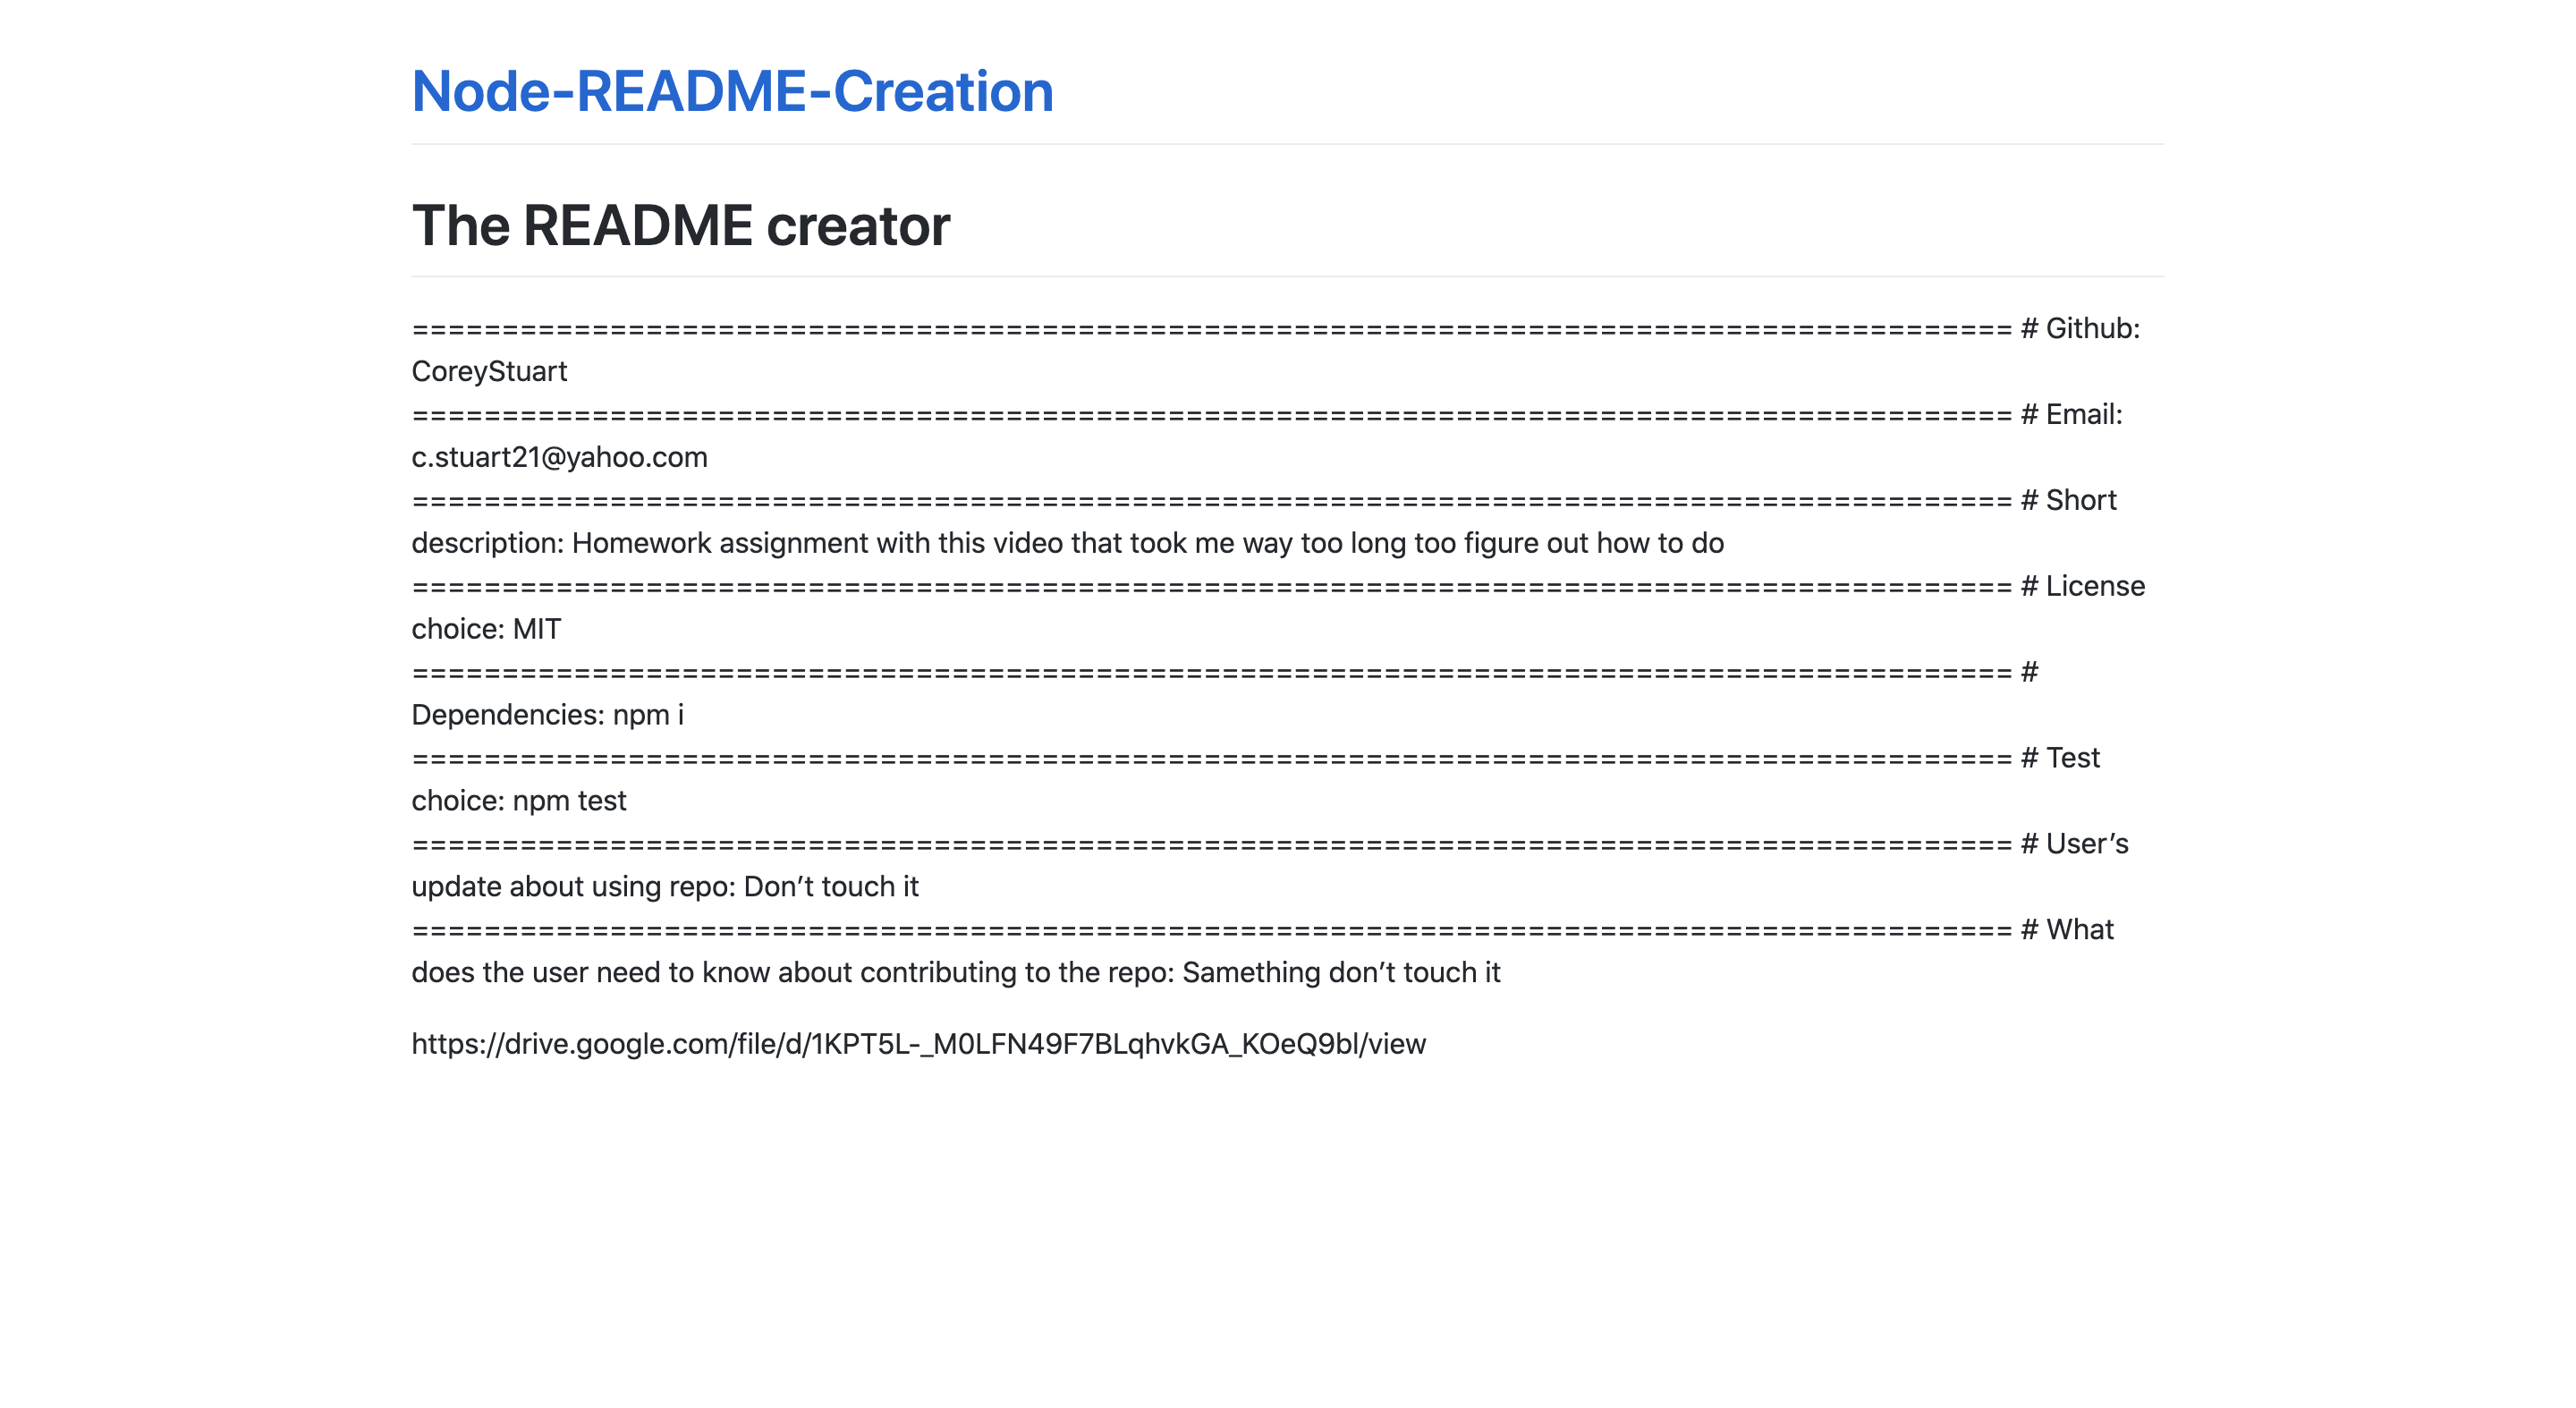 Node-README-Creation
The README creator
========================================================================================= # Github:
CoreyStuart
========================================================================================= # Email:
c.stuart21@yahoo.com
========================================================================================= # Short
description: Homework assignment with this video that took me way too long too figure out how to do
========================================================================================= # License
choice: MIT
========================================================================================= #
Dependencies: npm i
========================================================================================= # Test
choice: npm test
========================================================================================= # User’s
update about using repo: Don’t touch it
========================================================================================= # What
does the user need to know about contributing to the repo: Samething don’t touch it
https://drive.google.com/file/d/1KPT5L-_M0LFN49F7BLqhvkGA_KOeQ9bl/view